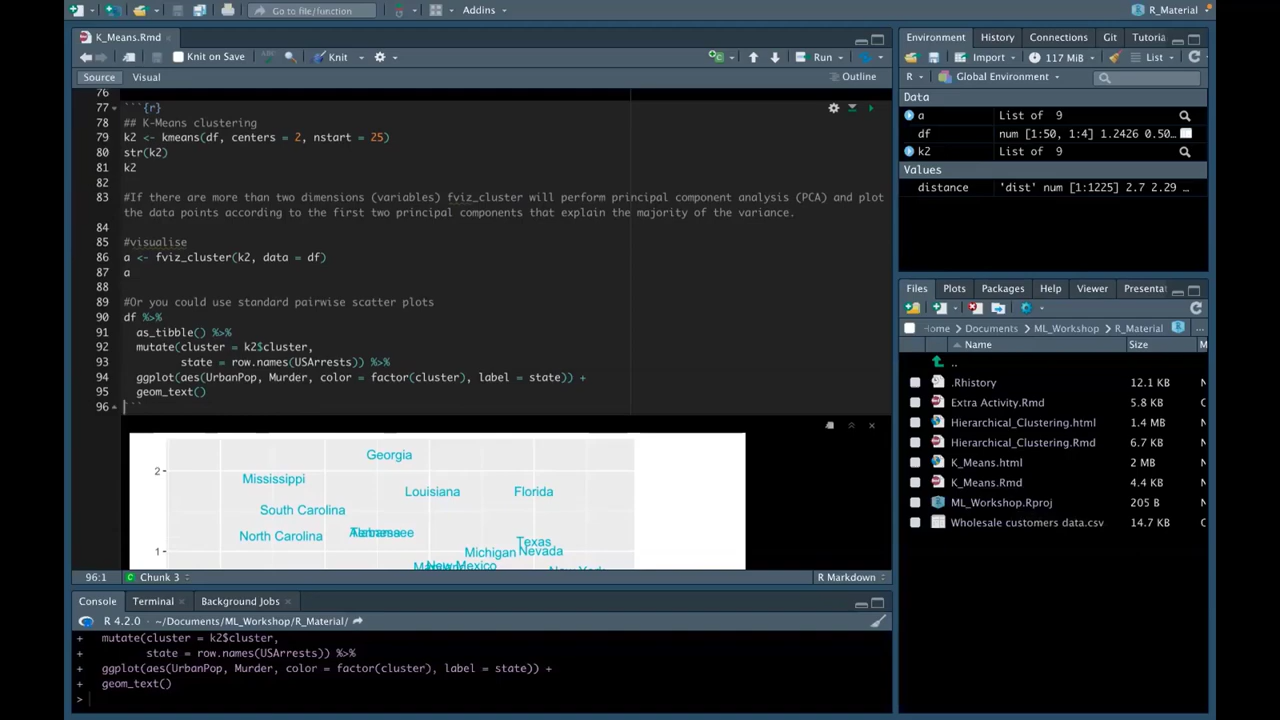 Go to file/function
Addins
R_Material
K_Means.Rmd
Knit on Save
Knit
Run
Source
Visual
Outline
76
77 ```{r}
78 ## K-Means clustering
79 k2 <- kmeans(df, centers = 2, nstart = 25)
80 str(k2)
81 k2
82
83 #If there are more than two dimensions (variables) fviz_cluster will perform principal component analysis (PCA) and plot
the data points according to the first two principal components that explain the majority of the variance.
84
85 #visualise
86 a <- fviz_cluster(k2, data = df)
87 a
88
89 #Or you could use standard pairwise scatter plots
90 df %>%
91 as_tibble() %>%
92 mutate(cluster = k2$cluster,
93 state = row.names(USArrests)) %>%
94 ggplot(aes(UrbanPop, Murder, color = factor(cluster), label = state)) +
95 geom_text()
96 ```
Georgia
2
Mississippi
Louisiana
Florida
South Carolina
North Carolina
Texas
1
Michigan
Nevada
New Mexico
96:1
Chunk 3
R Markdown
Console
Terminal
Background Jobs
R 4.2.0 · ~/Documents/ML_Workshop/R_Material/
+ mutate(cluster = k2$cluster,
+ state = row.names(USArrests)) %>%
+ ggplot(aes(UrbanPop, Murder, color = factor(cluster), label = state)) +
+ geom_text()
>
Environment
History
Connections
Git
Tutoria
Import
117 MiB
List
R
Global Environment
Data
a List of 9
df num [1:50, 1:4] 1.2426 0.50...
k2 List of 9
Values
distance 'dist' num [1:1225] 2.7 2.29 ...
Files
Plots
Packages
Help
Viewer
Presenta
Home
Documents
ML_Workshop
R_Material
...
Name
Size
M
..
.Rhistory 12.1 KB
Extra Activity.Rmd 5.8 KB
Hierarchical_Clustering.html 1.4 MB
Hierarchical_Clustering.Rmd 6.7 KB
K_Means.html 2 MB
K_Means.Rmd 4.4 KB
ML_Workshop.Rproj 205 B
Wholesale customers data.csv 14.7 KB